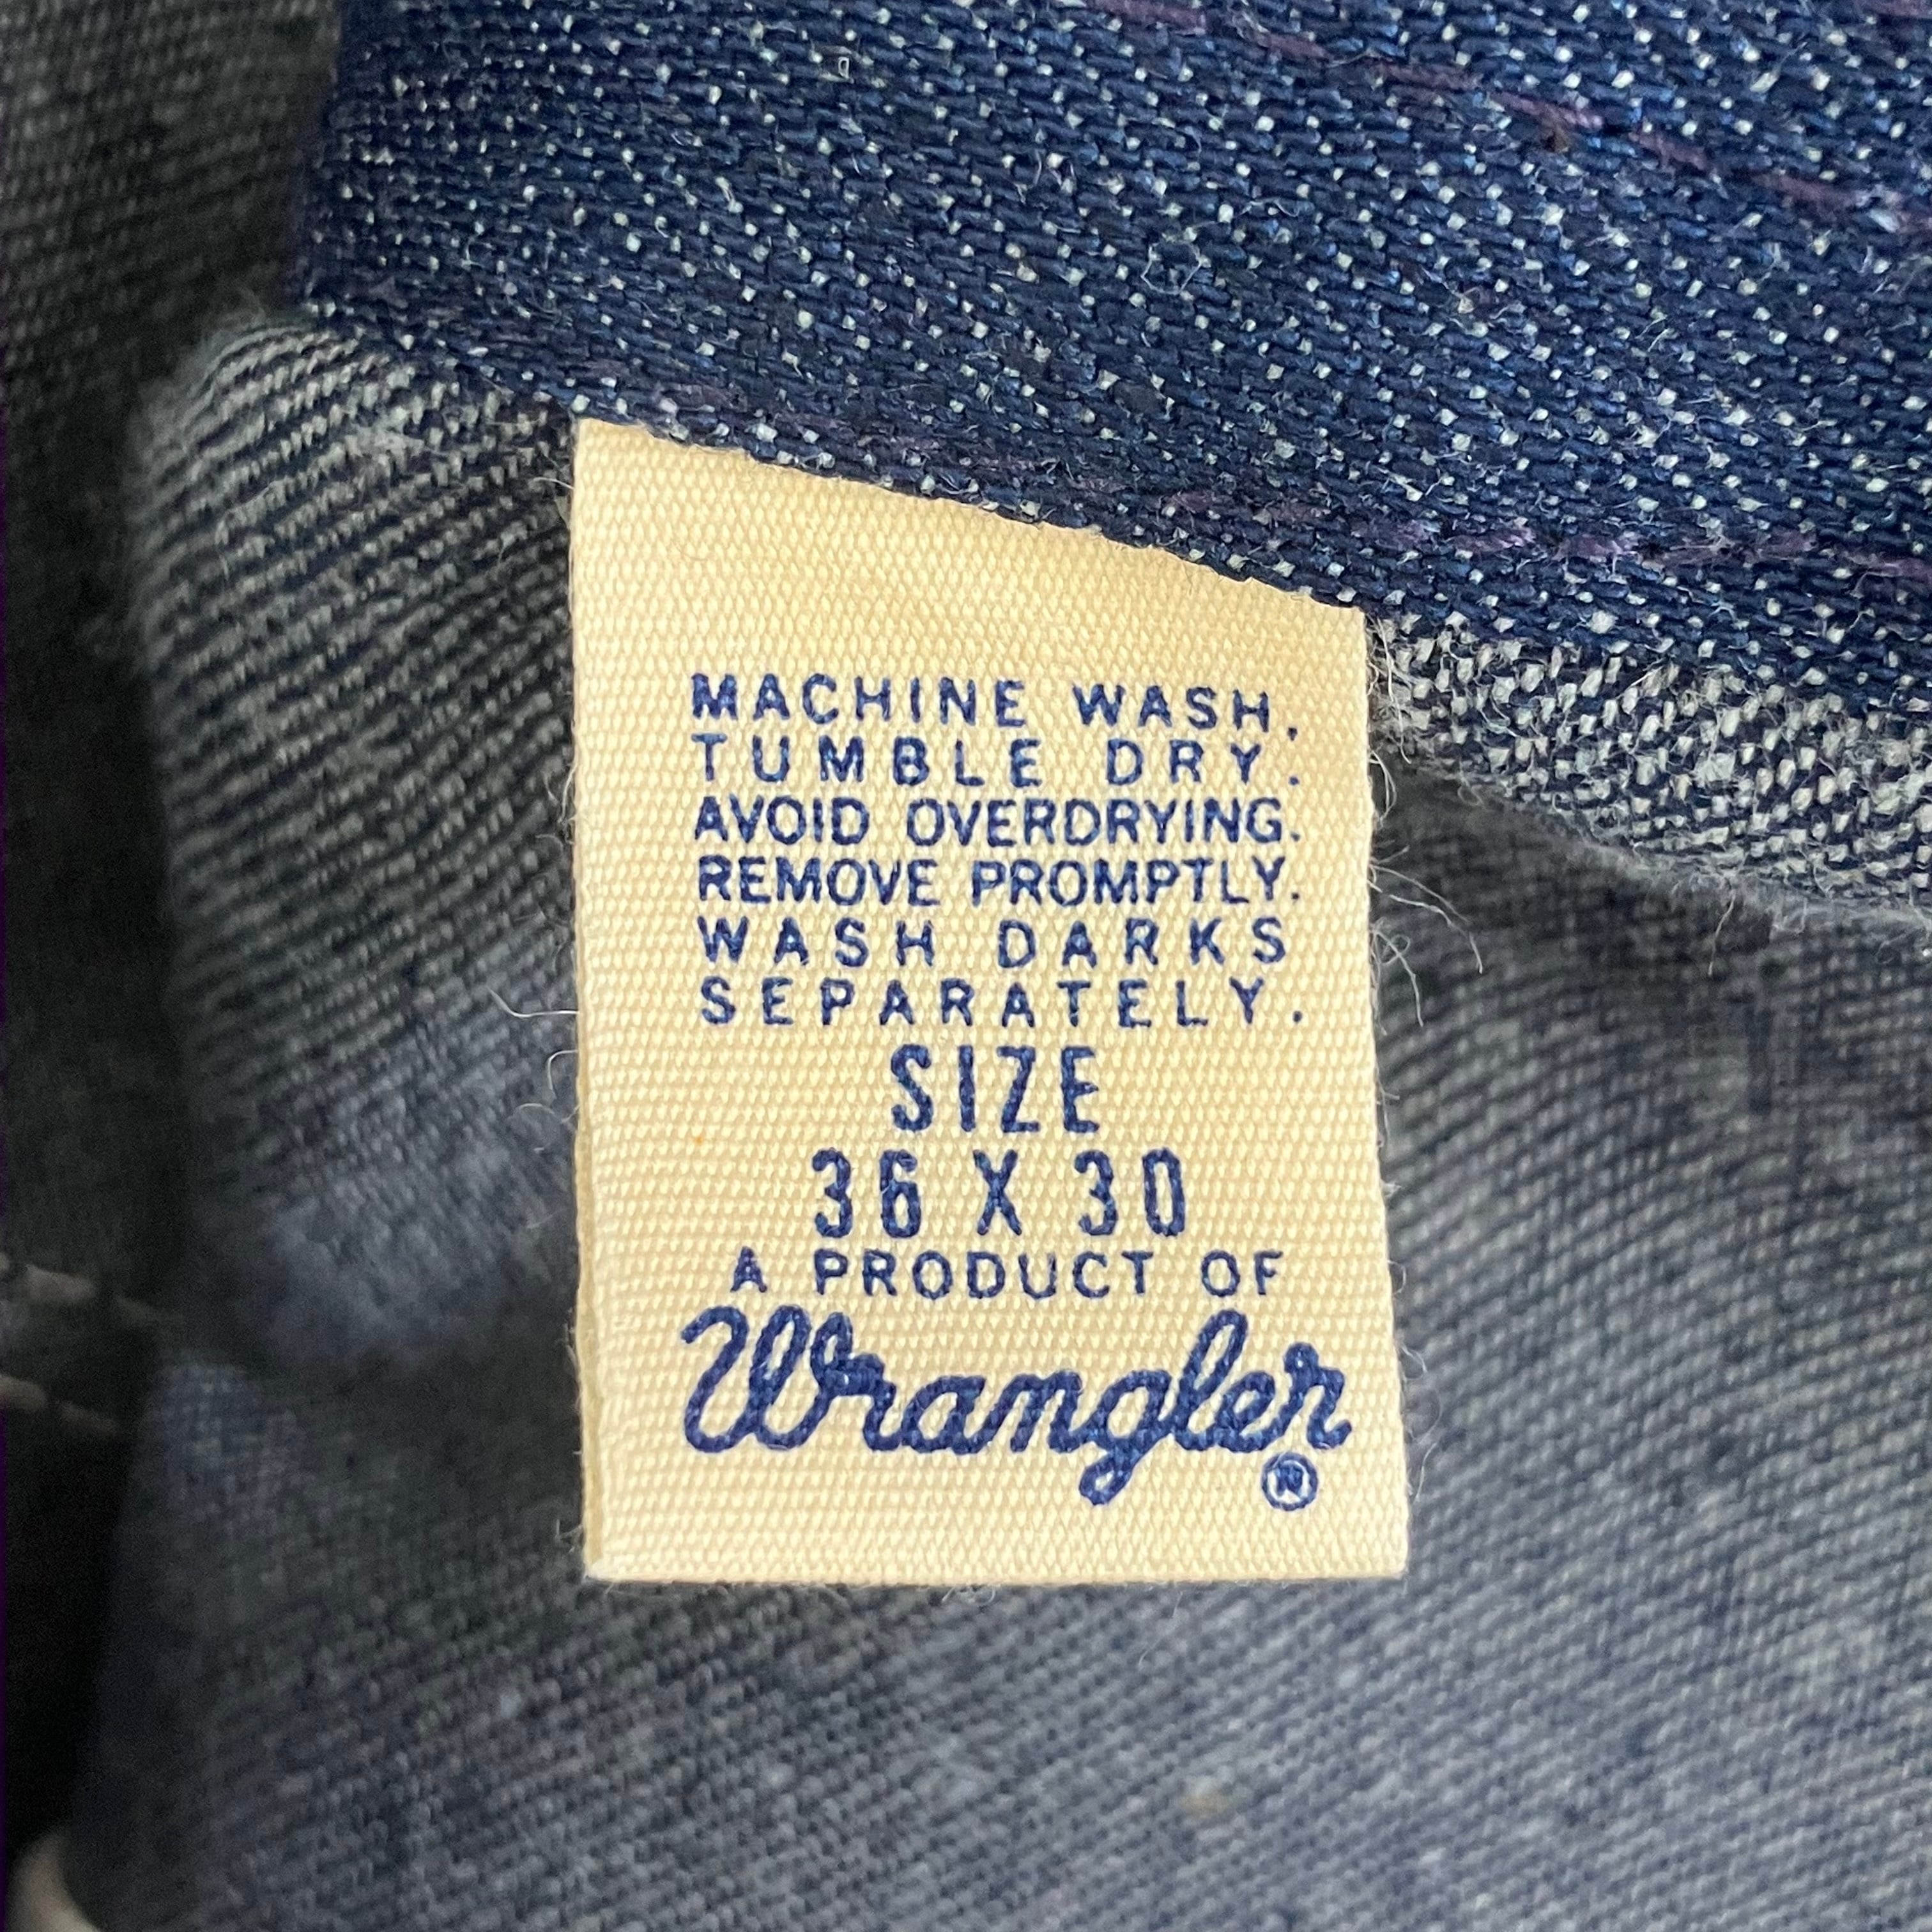 MACHINE WASH,
TUMBLE DRY.
AVOID OVERDRYING.
REMOVE PROMPTLY.
WASH DARKS
SEPARATELY.
SIZE
36 X 30
A PRODUCT OF
Wrangler
®